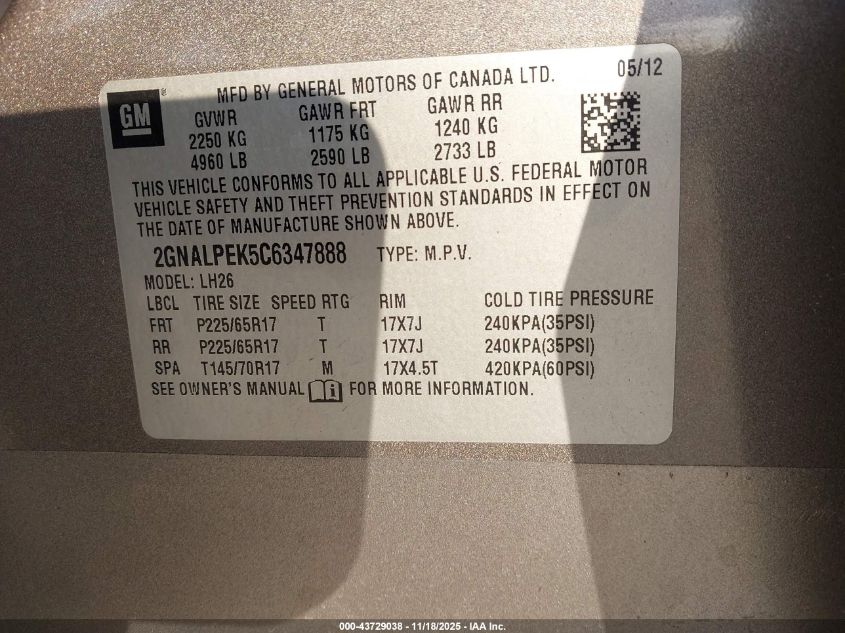 GM ®
MFD BY GENERAL MOTORS OF CANADA LTD. 05/12
GVWR GAWR FRT GAWR RR
2250 KG 1175 KG 1240 KG
4960 LB 2590 LB 2733 LB
THIS VEHICLE CONFORMS TO ALL APPLICABLE U.S. FEDERAL MOTOR
VEHICLE SAFETY AND THEFT PREVENTION STANDARDS IN EFFECT ON
THE DATE OF MANUFACTURE SHOWN ABOVE.
2GNALPEK5C6347888 TYPE: M.P.V.
MODEL: LH26
LBCL TIRE SIZE SPEED RTG RIM COLD TIRE PRESSURE
FRT P225/65R17 T 17X7J 240KPA(35PSI)
RR P225/65R17 T 17X7J 240KPA(35PSI)
SPA T145/70R17 M 17X4.5T 420KPA(60PSI)
SEE OWNER'S MANUAL FOR MORE INFORMATION.
000-43729038 - 11/18/2025 - IAA Inc.